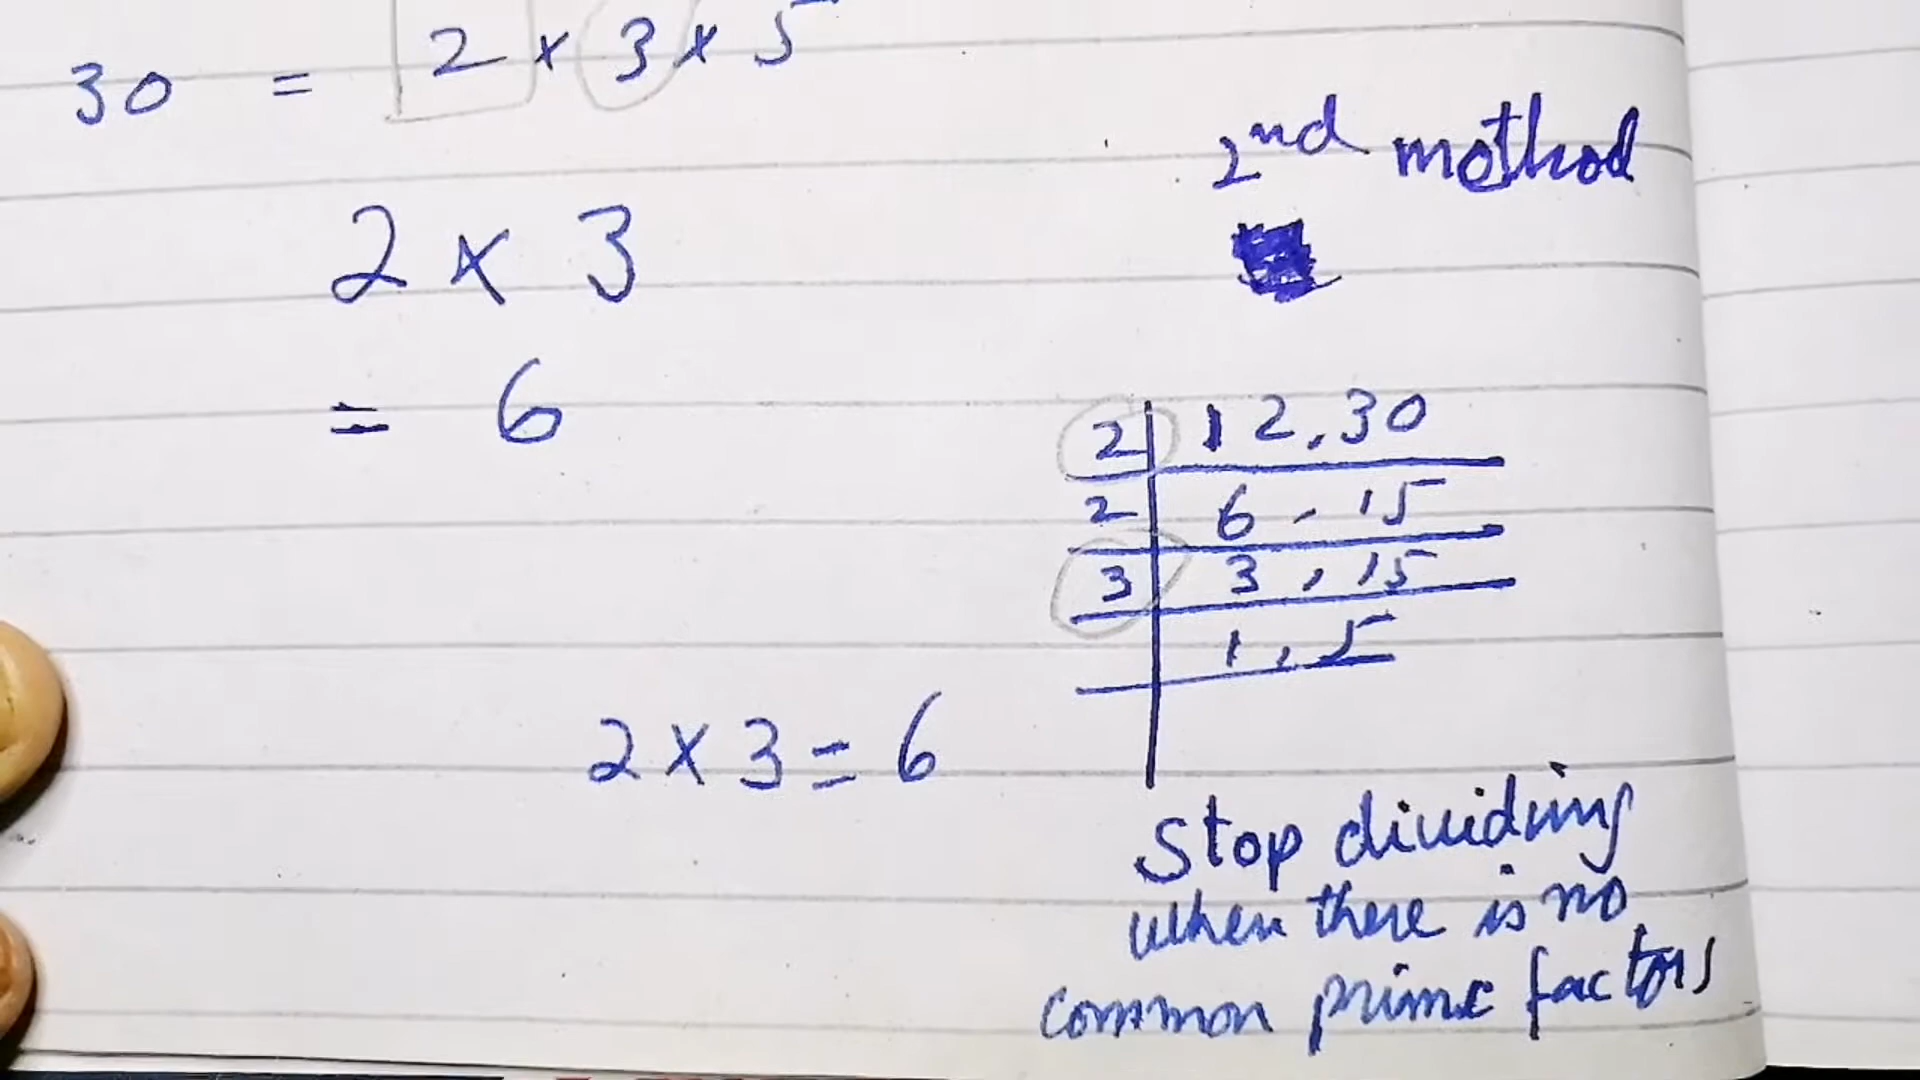 30 = 2 × 3 × 5
2 × 3
= 6
2nd method
2 | 12, 30
2 | 6, 15
3 | 3, 15
1, 5
2 × 3 = 6
Stop dividing
when there is no
common prime factors